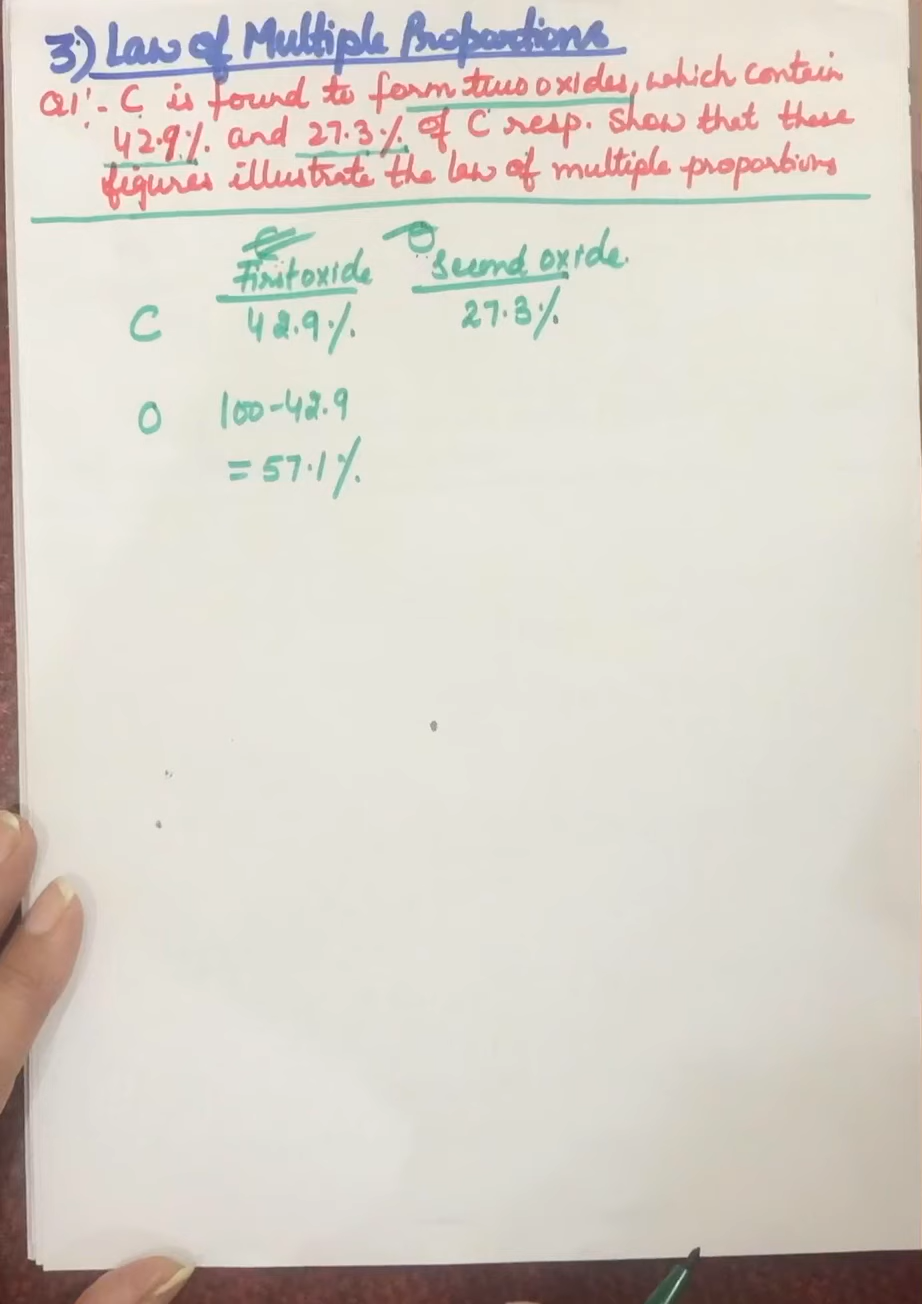 3) Law of Multiple Proportions
Q1:- C is found to form two oxides, which contain
42.9% and 27.3% of C resp. Show that these
figures illustrate the law of multiple proportions
First oxide Second oxide.
C 42.9% 27.3%
O 100-42.9
= 57.1%